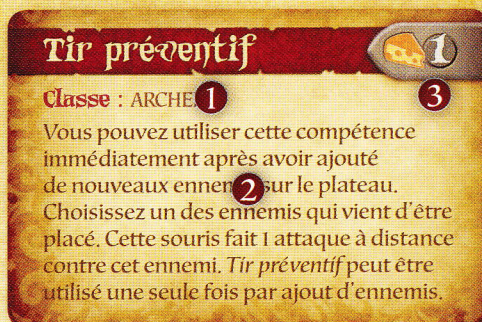 Tir préventif 1
Classe : ARCHE 1 3
Vous pouvez utiliser cette compétence
immédiatement après avoir ajouté
de nouveaux ennem 2 sur le plateau.
Choisissez un des ennemis qui vient d'être
placé. Cette souris fait 1 attaque à distance
contre cet ennemi. Tir préventif peut être
utilisé une seule fois par ajout d'ennemis.